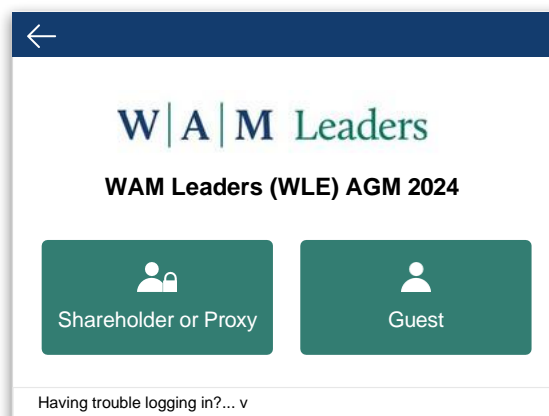 W|A|M Leaders
WAM Leaders (WLE) AGM 2024
Shareholder or Proxy
Guest
Having trouble logging in?... v